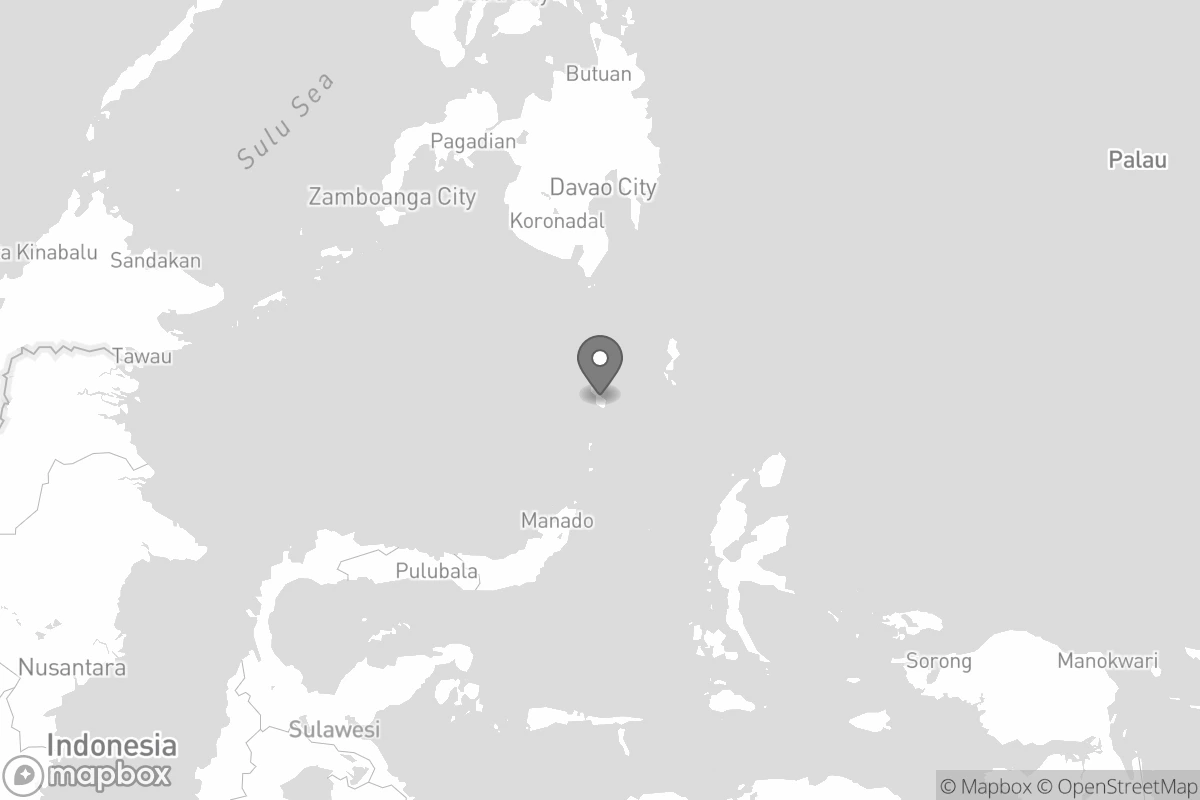 Butuan
Sulu Sea
Pagadian
Palau
Davao City
Zamboanga City
Koronadal
a Kinabalu
Sandakan
Tawau
Manado
Pulubala
Sorong
Manokwari
Nusantara
Sulawesi
Indonesia
mapbox
© Mapbox © OpenStreetMap